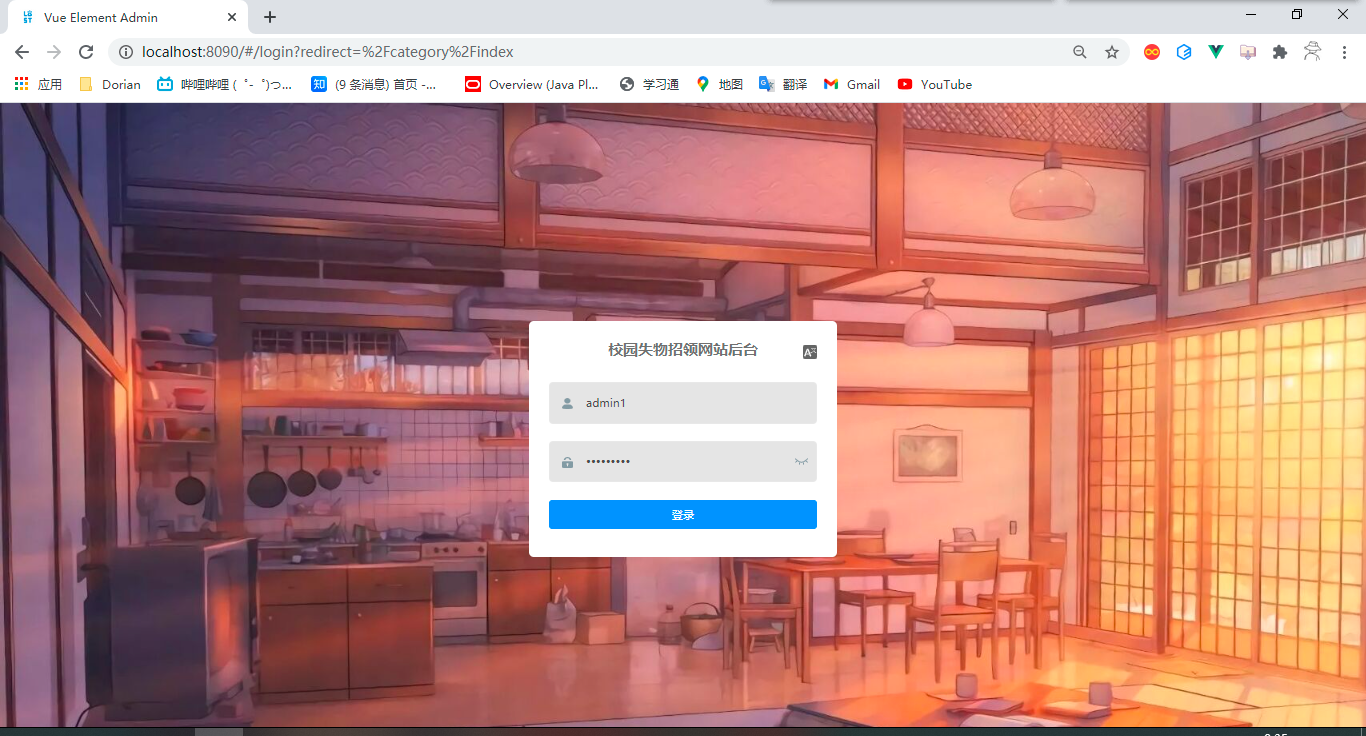 Vue Element Admin
localhost:8090/#/login?redirect=%2Fcategory%2Findex
应用 Dorian 哔哩哔哩 ( ゜- ゜)つ... 知 (9 条消息) 首页 -... Overview (Java Pl... 学习通 地图 翻译 Gmail YouTube
校园失物招领网站后台
admin1
•••••••••
登录